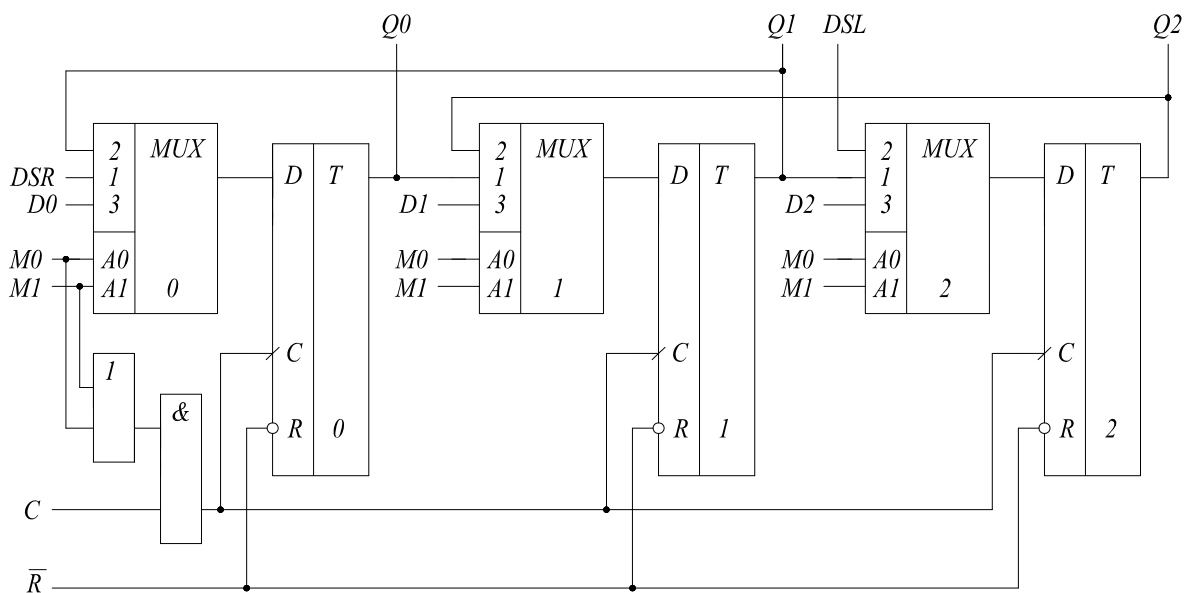 Q0 Q1 DSL Q2
2 MUX 2 MUX 2 MUX
DSR 1 D T 1 D T 1 D T
D0 3 D1 3 D2 3
M0 A0 M0 A0 M0 A0
M1 A1 0 M1 A1 1 M1 A1 2
1 C C C
& R 0 R 1 R 2
C
R̅